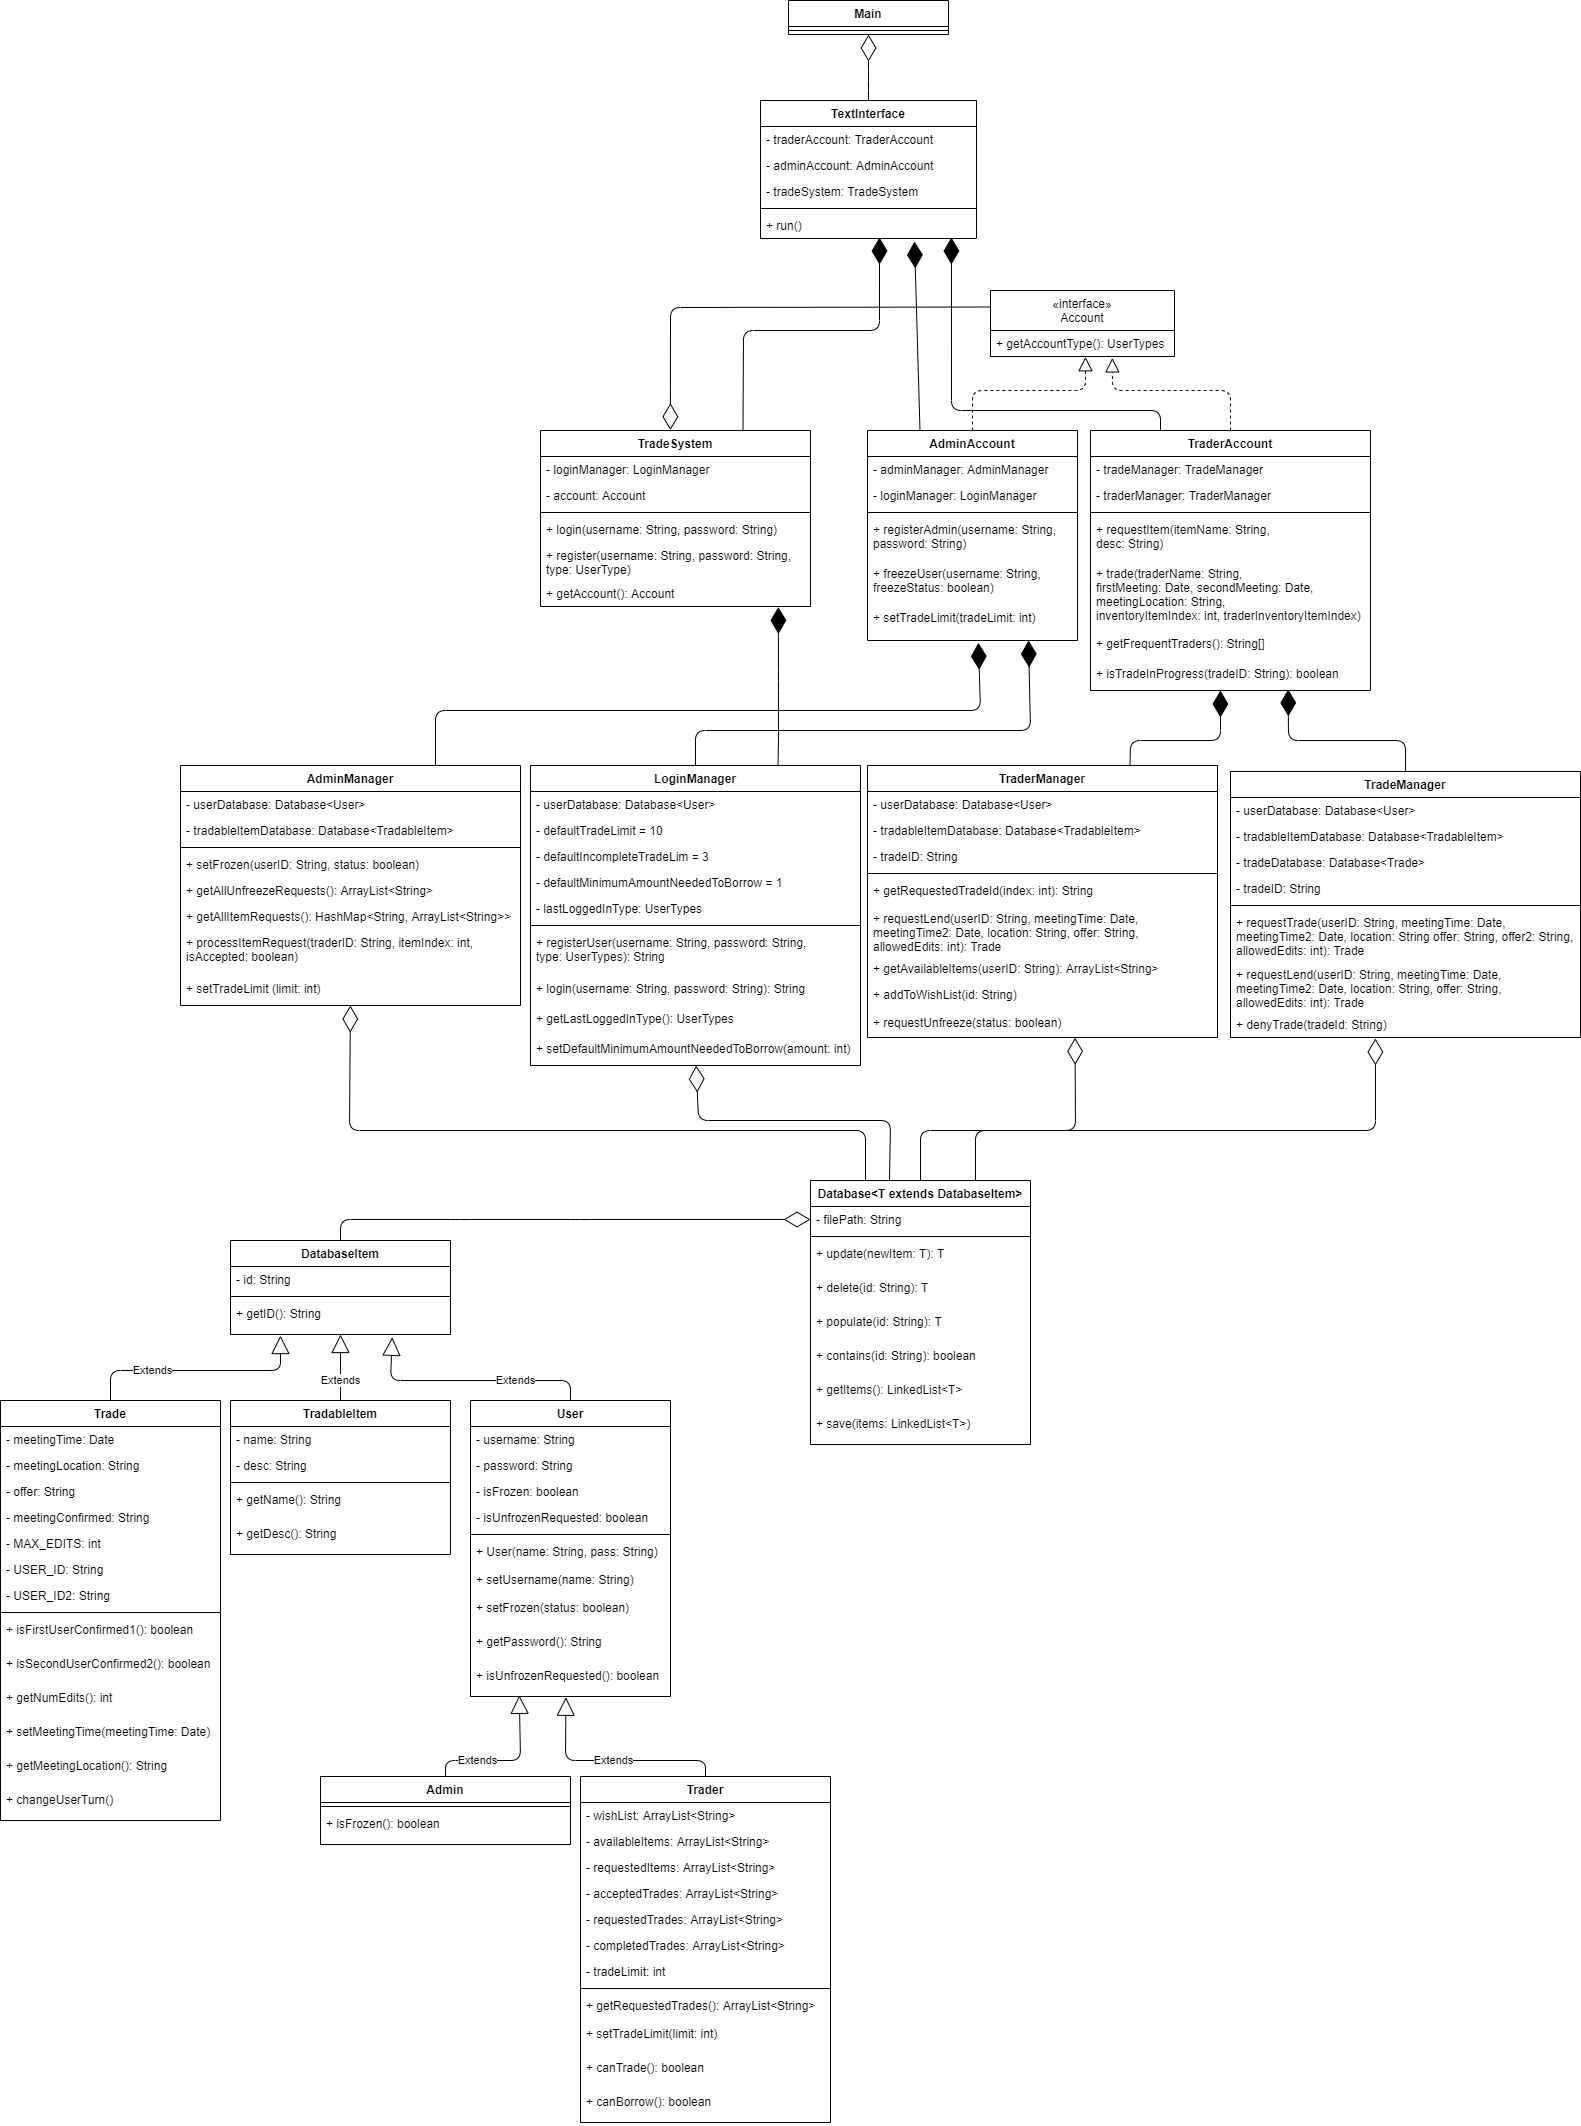 Main
TextInterface
- traderAccount: TraderAccount
- adminAccount: AdminAccount
- tradeSystem: TradeSystem
+ run()
«interface»
Account
+ getAccountType(): UserTypes
TradeSystem
- loginManager: LoginManager
- account: Account
+ login(username: String, password: String)
+ register(username: String, password: String,
type: UserType)
+ getAccount(): Account
AdminAccount
- adminManager: AdminManager
- loginManager: LoginManager
+ registerAdmin(username: String,
password: String)
+ freezeUser(username: String,
freezeStatus: boolean)
+ setTradeLimit(tradeLimit: int)
TraderAccount
- tradeManager: TradeManager
- traderManager: TraderManager
+ requestItem(itemName: String,
desc: String)
+ trade(traderName: String,
firstMeeting: Date, secondMeeting: Date,
meetingLocation: String,
inventoryItemIndex: int, traderInventoryItemIndex)
+ getFrequentTraders(): String[]
+ isTradeInProgress(tradeID: String): boolean
AdminManager
- userDatabase: Database<User>
- tradableItemDatabase: Database<TradableItem>
+ setFrozen(userID: String, status: boolean)
+ getAllUnfreezeRequests(): ArrayList<String>
+ getAllItemRequests(): HashMap<String, ArrayList<String>>
+ processItemRequest(traderID: String, itemIndex: int,
isAccepted: boolean)
+ setTradeLimit (limit: int)
LoginManager
- userDatabase: Database<User>
- defaultTradeLimit = 10
- defaultIncompleteTradeLim = 3
- defaultMinimumAmountNeededToBorrow = 1
- lastLoggedInType: UserTypes
+ registerUser(username: String, password: String,
type: UserTypes): String
+ login(username: String, password: String): String
+ getLastLoggedInType(): UserTypes
+ setDefaultMinimumAmountNeededToBorrow(amount: int)
TraderManager
- userDatabase: Database<User>
- tradableItemDatabase: Database<TradableItem>
- tradeID: String
+ getRequestedTradeId(index: int): String
+ requestLend(userID: String, meetingTime: Date,
meetingTime2: Date, location: String, offer: String,
allowedEdits: int): Trade
+ getAvailableItems(userID: String): ArrayList<String>
+ addToWishList(id: String)
+ requestUnfreeze(status: boolean)
TradeManager
- userDatabase: Database<User>
- tradableItemDatabase: Database<TradableItem>
- tradeDatabase: Database<Trade>
- tradeID: String
+ requestTrade(userID: String, meetingTime: Date,
meetingTime2: Date, location: String offer: String, offer2: String,
allowedEdits: int): Trade
+ requestLend(userID: String, meetingTime: Date,
meetingTime2: Date, location: String, offer: String,
allowedEdits: int): Trade
+ denyTrade(tradeId: String)
Database<T extends DatabaseItem>
- filePath: String
+ update(newItem: T): T
+ delete(id: String): T
+ populate(id: String): T
+ contains(id: String): boolean
+ getItems(): LinkedList<T>
+ save(items: LinkedList<T>)
DatabaseItem
- id: String
+ getID(): String
Extends
Extends
Extends
Trade
- meetingTime: Date
- meetingLocation: String
- offer: String
- meetingConfirmed: String
- MAX_EDITS: int
- USER_ID: String
- USER_ID2: String
+ isFirstUserConfirmed1(): boolean
+ isSecondUserConfirmed2(): boolean
+ getNumEdits(): int
+ setMeetingTime(meetingTime: Date)
+ getMeetingLocation(): String
+ changeUserTurn()
TradableItem
- name: String
- desc: String
+ getName(): String
+ getDesc(): String
User
- username: String
- password: String
- isFrozen: boolean
- isUnfrozenRequested: boolean
+ User(name: String, pass: String)
+ setUsername(name: String)
+ setFrozen(status: boolean)
+ getPassword(): String
+ isUnfrozenRequested(): boolean
Extends
Extends
Admin
+ isFrozen(): boolean
Trader
- wishList: ArrayList<String>
- availableItems: ArrayList<String>
- requestedItems: ArrayList<String>
- acceptedTrades: ArrayList<String>
- requestedTrades: ArrayList<String>
- completedTrades: ArrayList<String>
- tradeLimit: int
+ getRequestedTrades(): ArrayList<String>
+ setTradeLimit(limit: int)
+ canTrade(): boolean
+ canBorrow(): boolean